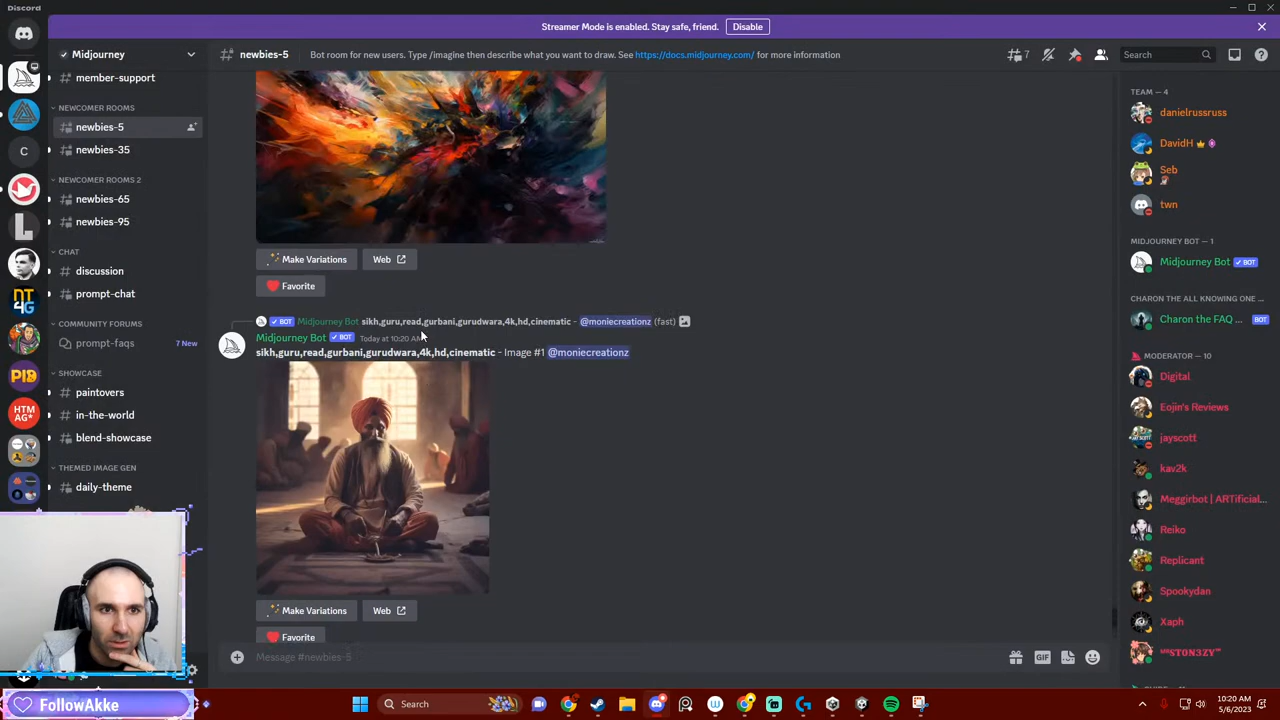 Discord
Streamer Mode is enabled. Stay safe, friend.
Disable
Midjourney
newbies-5
Bot room for new users. Type /imagine then describe what you want to draw. See https://docs.midjourney.com/ for more information
7
Search
member-support
NEWCOMER ROOMS
newbies-5
newbies-35
NEWCOMER ROOMS 2
newbies-65
newbies-95
CHAT
discussion
prompt-chat
COMMUNITY FORUMS
prompt-faqs
7 New
SHOWCASE
paintovers
in-the-world
blend-showcase
THEMED IMAGE GEN
daily-theme
C
NT
4G
PID
HTM
AG*
Make Variations
Web
Favorite
BOT Midjourney Bot sikh,guru,read,gurbani,gurudwara,4k,hd,cinematic - @moniecreationz (fast)
Midjourney Bot BOT Today at 10:20 AM
sikh,guru,read,gurbani,gurudwara,4k,hd,cinematic - Image #1 @moniecreationz
Make Variations
Web
Favorite
Message #newbies-5
GIF
TEAM — 4
danielrussruss
DavidH
Seb
twn
MIDJOURNEY BOT — 1
Midjourney Bot BOT
CHARON THE ALL KNOWING ONE —
Charon the FAQ ...
MODERATOR — 10
Digital
Eojin's Reviews
jayscott
kav2k
Meggirbot | ARTificial...
Reiko
Replicant
Spookydan
Xaph
ST0N3ZY
FollowAkke
Search
10:20 AM
5/6/2023